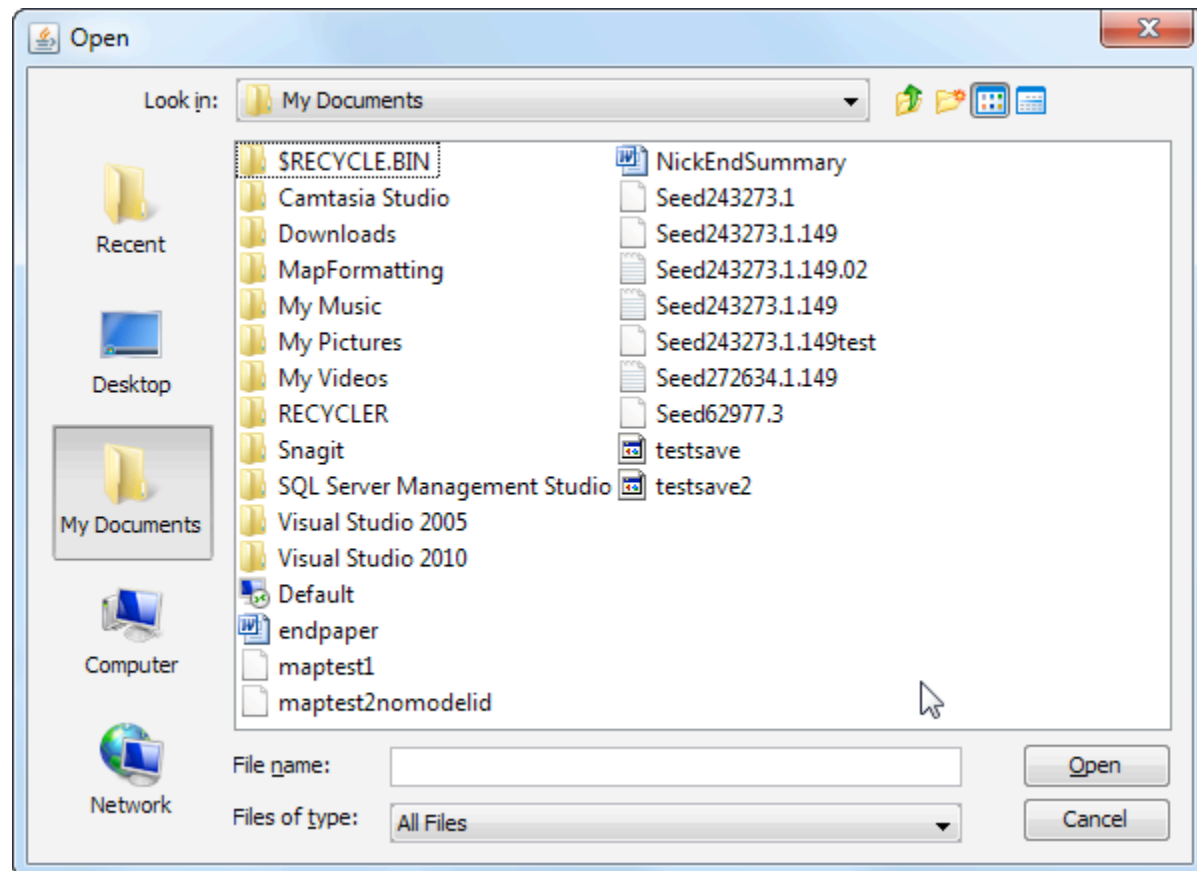 Open
Look in: My Documents
Recent
Desktop
My Documents
Computer
Network
$RECYCLE.BIN
Camtasia Studio
Downloads
MapFormatting
My Music
My Pictures
My Videos
RECYCLER
Snagit
SQL Server Management Studio
Visual Studio 2005
Visual Studio 2010
Default
endpaper
maptest1
maptest2nomodelid
NickEndSummary
Seed243273.1
Seed243273.1.149
Seed243273.1.149.02
Seed243273.1.149
Seed243273.1.149test
Seed272634.1.149
Seed62977.3
testsave
testsave2
File name:
Open
Files of type: All Files
Cancel